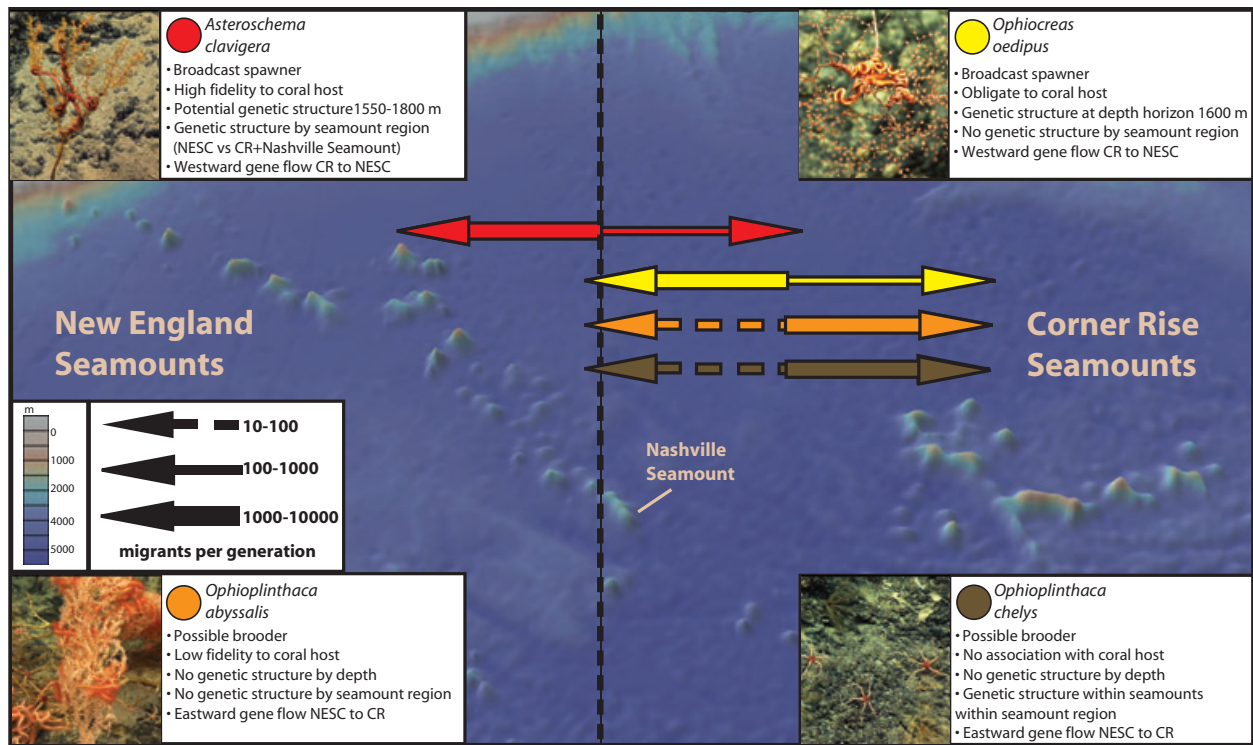 Asteroschema
clavigera
• Broadcast spawner
• High fidelity to coral host
• Potential genetic structure1550-1800 m
• Genetic structure by seamount region
(NESC vs CR+Nashville Seamount)
• Westward gene flow CR to NESC
Ophiocreas
oedipus
• Broadcast spawner
• Obligate to coral host
• Genetic structure at depth horizon 1600 m
• No genetic structure by seamount region
• Westward gene flow CR to NESC
New England
Seamounts
Corner Rise
Seamounts
Nashville
Seamount
m
0
1000
2000
4000
5000
10-100
100-1000
1000-10000
migrants per generation
Ophioplinthaca
abyssalis
• Possible brooder
• Low fidelity to coral host
• No genetic structure by depth
• No genetic structure by seamount region
• Eastward gene flow NESC to CR
Ophioplinthaca
chelys
• Possible brooder
• No association with coral host
• No genetic structure by depth
• Genetic structure within seamounts
within seamount region
• Eastward gene flow NESC to CR